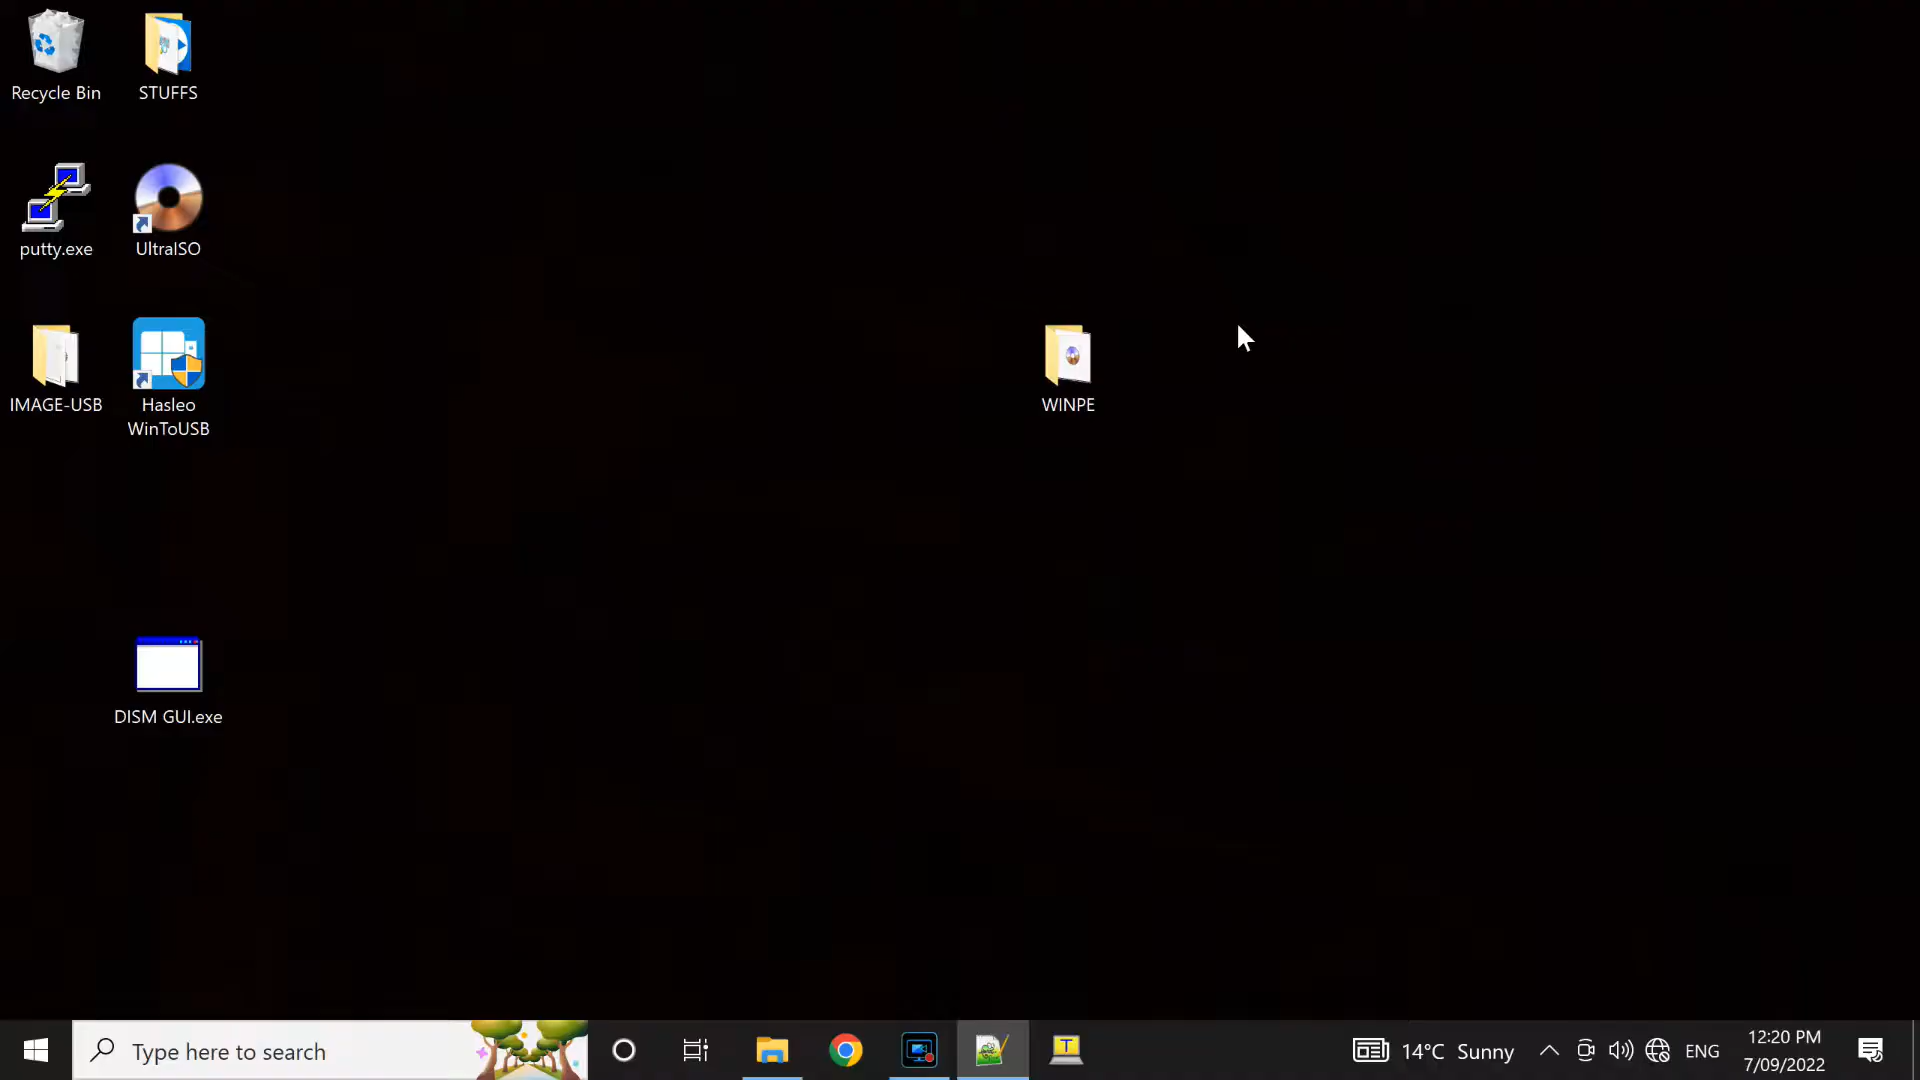 Recycle Bin
STUFFS
putty.exe
UltraISO
IMAGE-USB
Hasleo
WinToUSB
WINPE
DISM GUI.exe
Type here to search
T
14°C Sunny
ENG
12:20 PM
7/09/2022